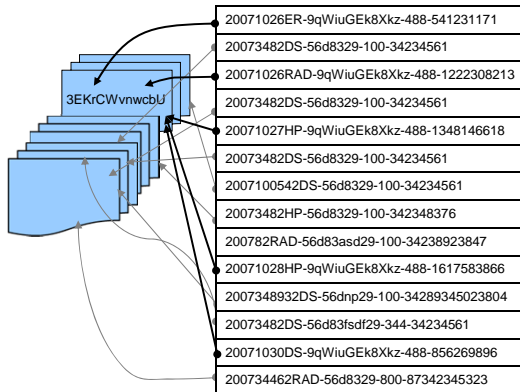 20071026ER-9qWiuGEk8Xkz-488-541231171
20073482DS-56d8329-100-34234561
20071026RAD-9qWiuGEk8Xkz-488-1222308213
3EKrCWvnwcbU
20073482DS-56d8329-100-34234561
20071027HP-9qWiuGEk8Xkz-488-1348146618
20073482DS-56d8329-100-34234561
2007100542DS-56d8329-100-34234561
20073482HP-56d8329-100-342348376
200782RAD-56d83asd29-100-34238923847
20071028HP-9qWiuGEk8Xkz-488-1617583866
2007348932DS-56dnp29-100-34289345023804
20073482DS-56d83fsdf29-344-34234561
20071030DS-9qWiuGEk8Xkz-488-856269896
200734462RAD-56d8329-800-87342345323